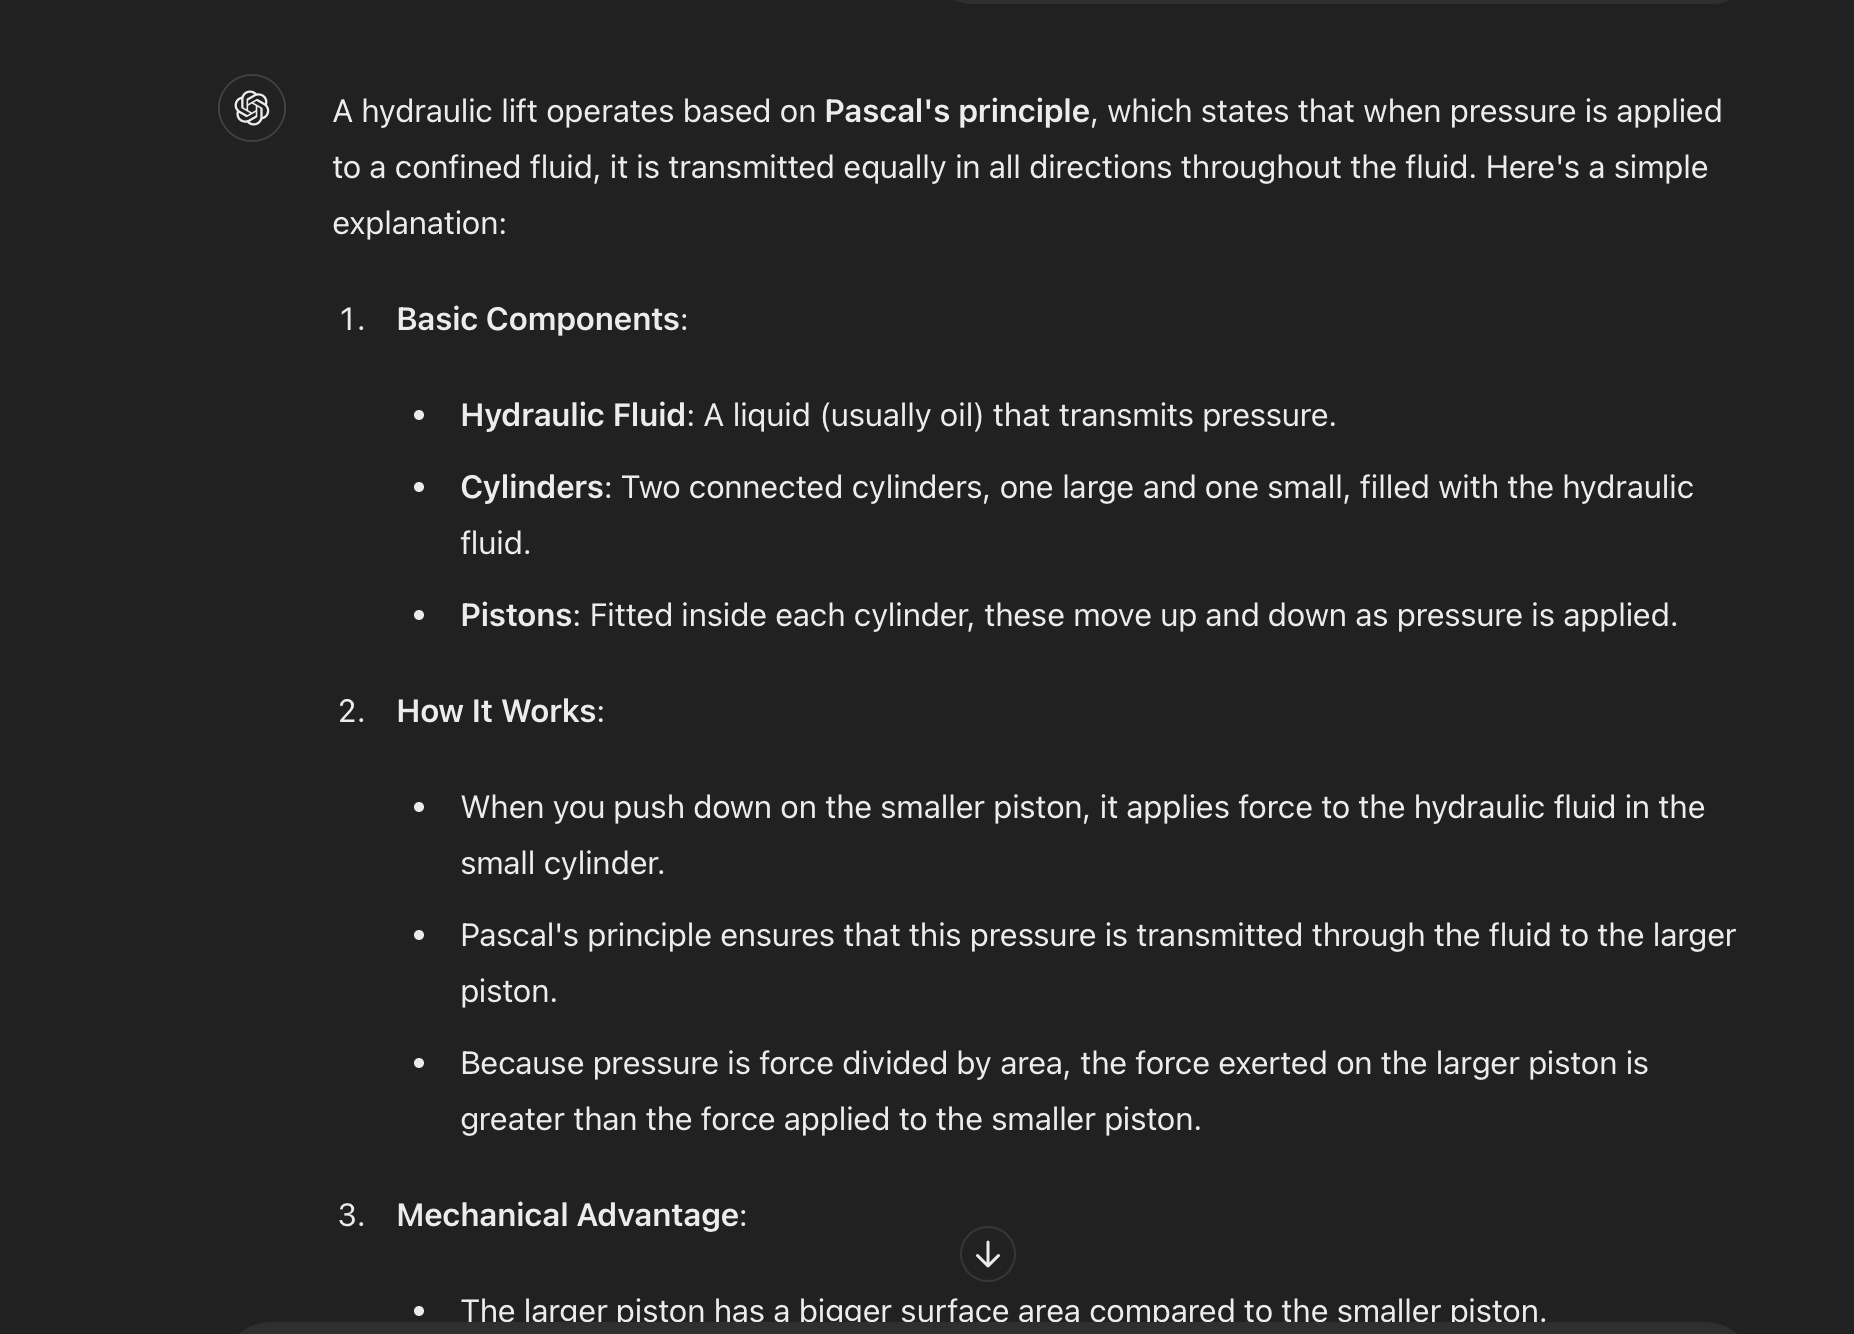 A hydraulic lift operates based on Pascal's principle, which states that when pressure is applied
to a confined fluid, it is transmitted equally in all directions throughout the fluid. Here's a simple
explanation:
1. Basic Components:
• Hydraulic Fluid: A liquid (usually oil) that transmits pressure.
• Cylinders: Two connected cylinders, one large and one small, filled with the hydraulic
fluid.
• Pistons: Fitted inside each cylinder, these move up and down as pressure is applied.
2. How It Works:
• When you push down on the smaller piston, it applies force to the hydraulic fluid in the
small cylinder.
• Pascal's principle ensures that this pressure is transmitted through the fluid to the larger
piston.
• Because pressure is force divided by area, the force exerted on the larger piston is
greater than the force applied to the smaller piston.
3. Mechanical Advantage:
• The larger piston has a bigger surface area compared to the smaller piston.